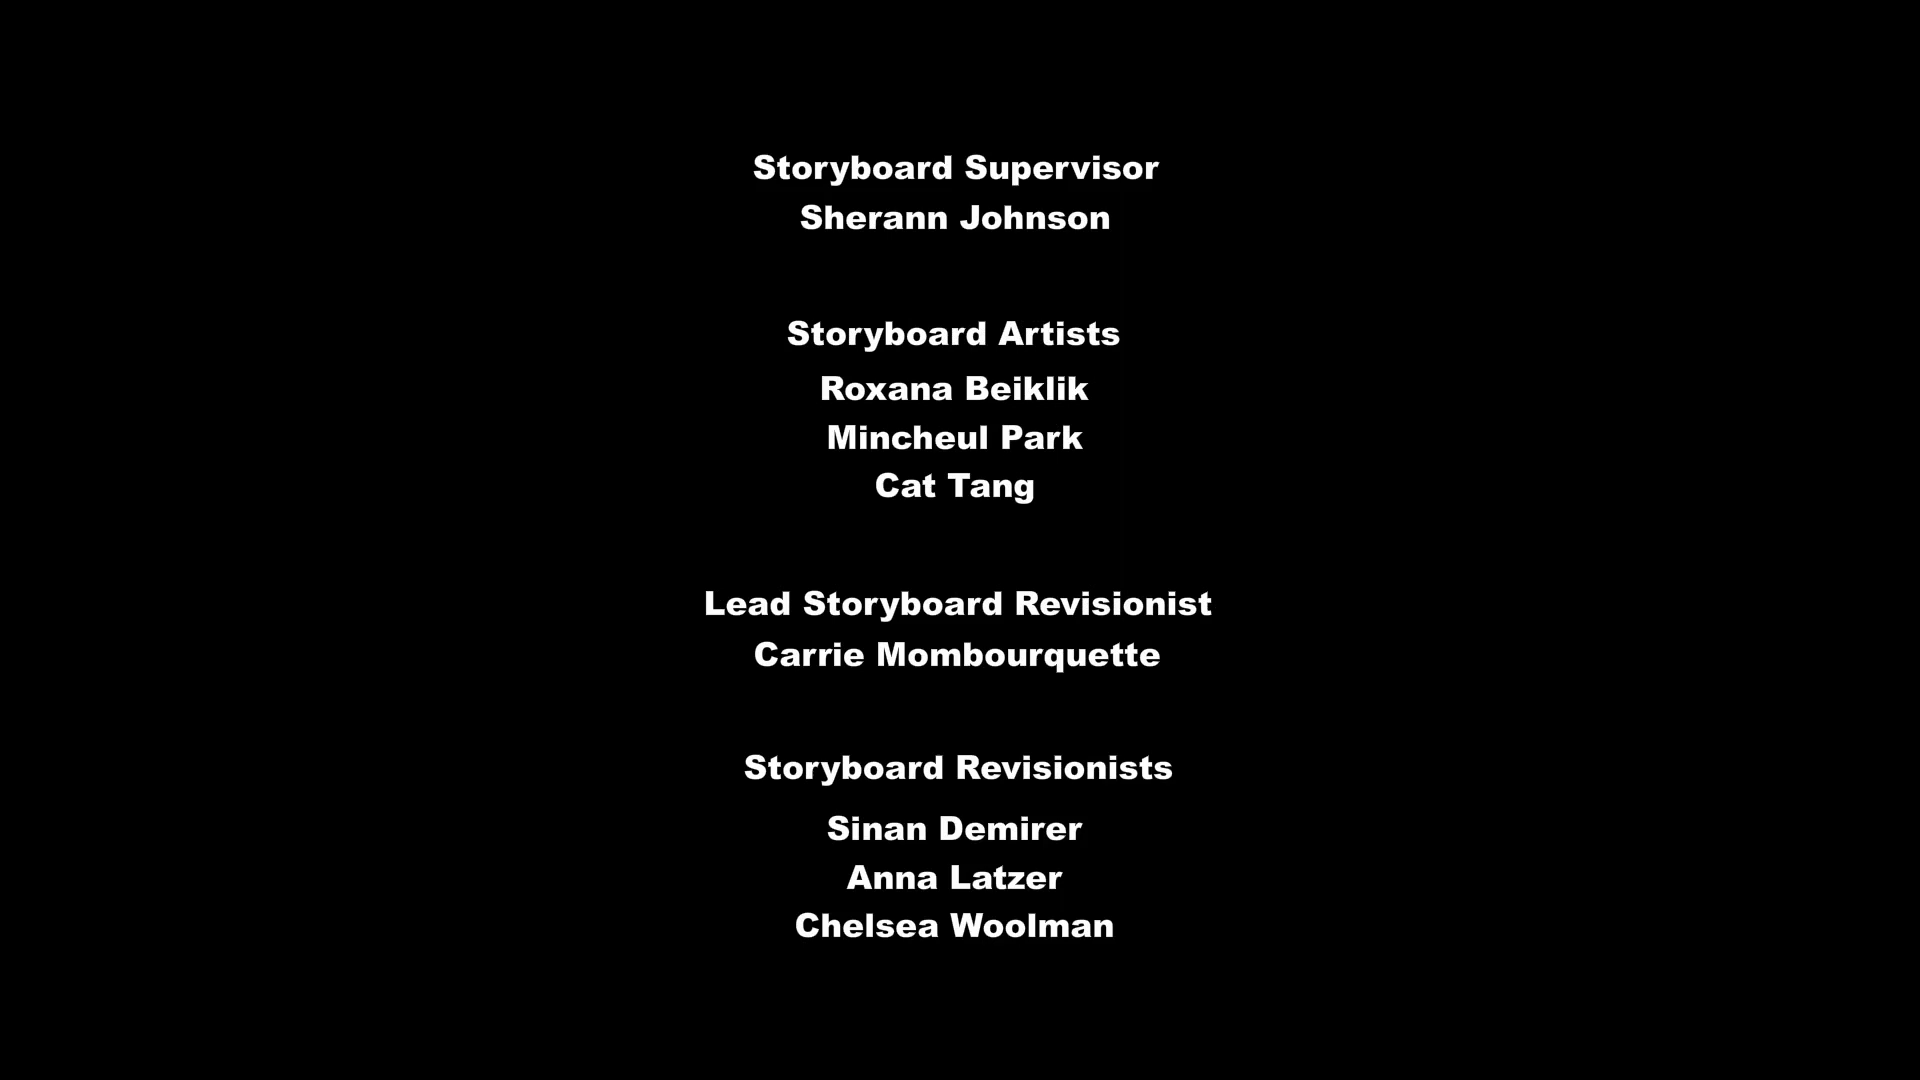 Storyboard Supervisor
Sherann Johnson
Storyboard Artists
Roxana Beiklik
Mincheul Park
Cat Tang
Lead Storyboard Revisionist
Carrie Mombourquette
Storyboard Revisionists
Sinan Demirer
Anna Latzer
Chelsea Woolman